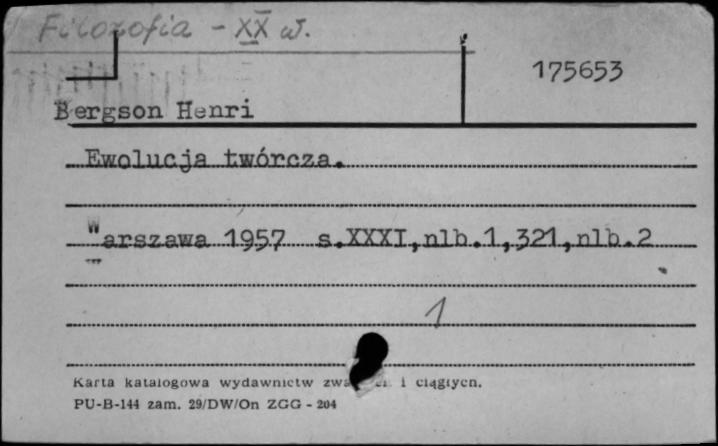 Filozofia - XX w.
175653
Bergson Henri
Ewolucja twórcza.
Warszawa 1957 s.XXXI,nlb.1,321,nlb.2
1
Karta katalogowa wydawnictw i ciągłych.
PU-B-144 zam. 29/DW/On ZGG - 204